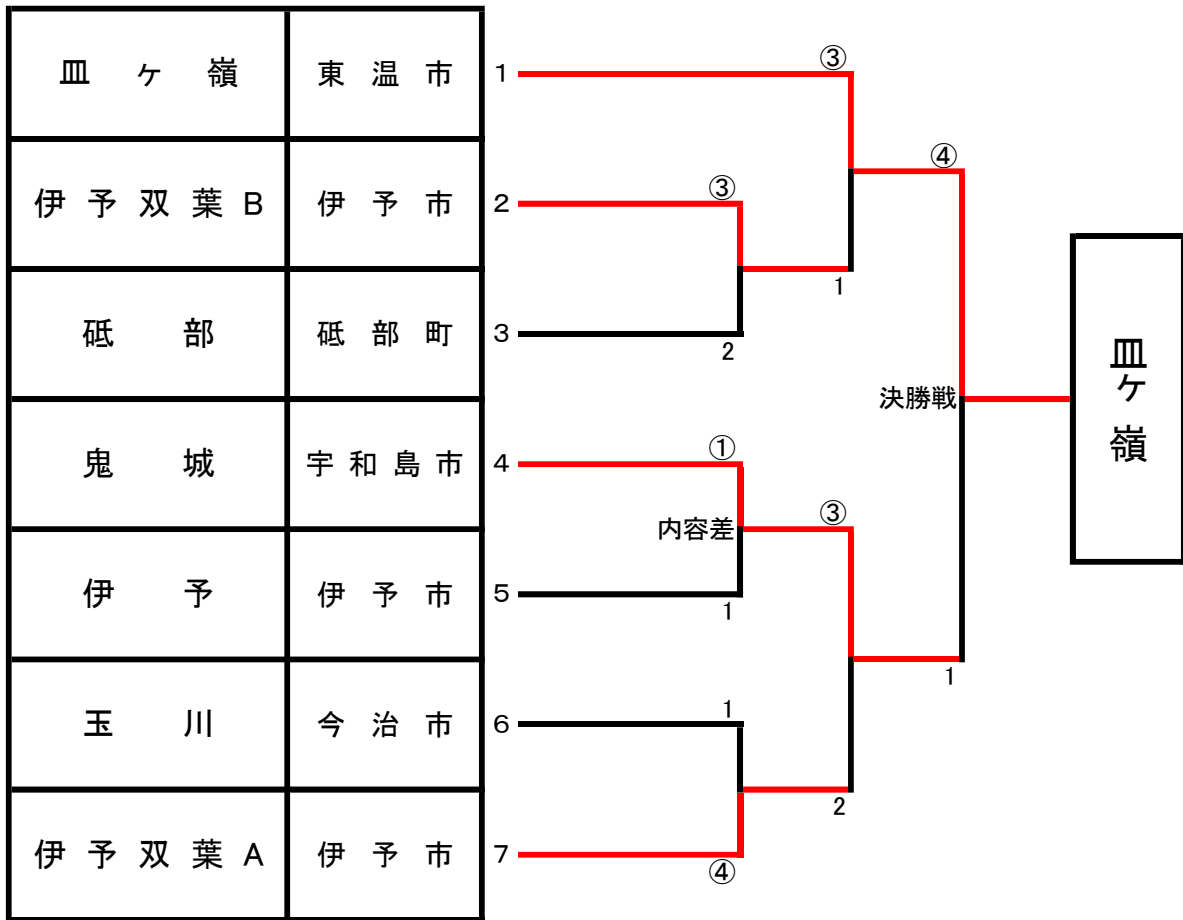 皿ヶ嶺 東温市 1 ③
④
伊予双葉B 伊予市 2 ③
1
砥部 砥部町 3 2
決勝戦
皿ヶ嶺
鬼城 宇和島市 4 ①
内容差 ③
伊予 伊予市 5 1
1
玉川 今治市 6 1
2
伊予双葉A 伊予市 7 ④